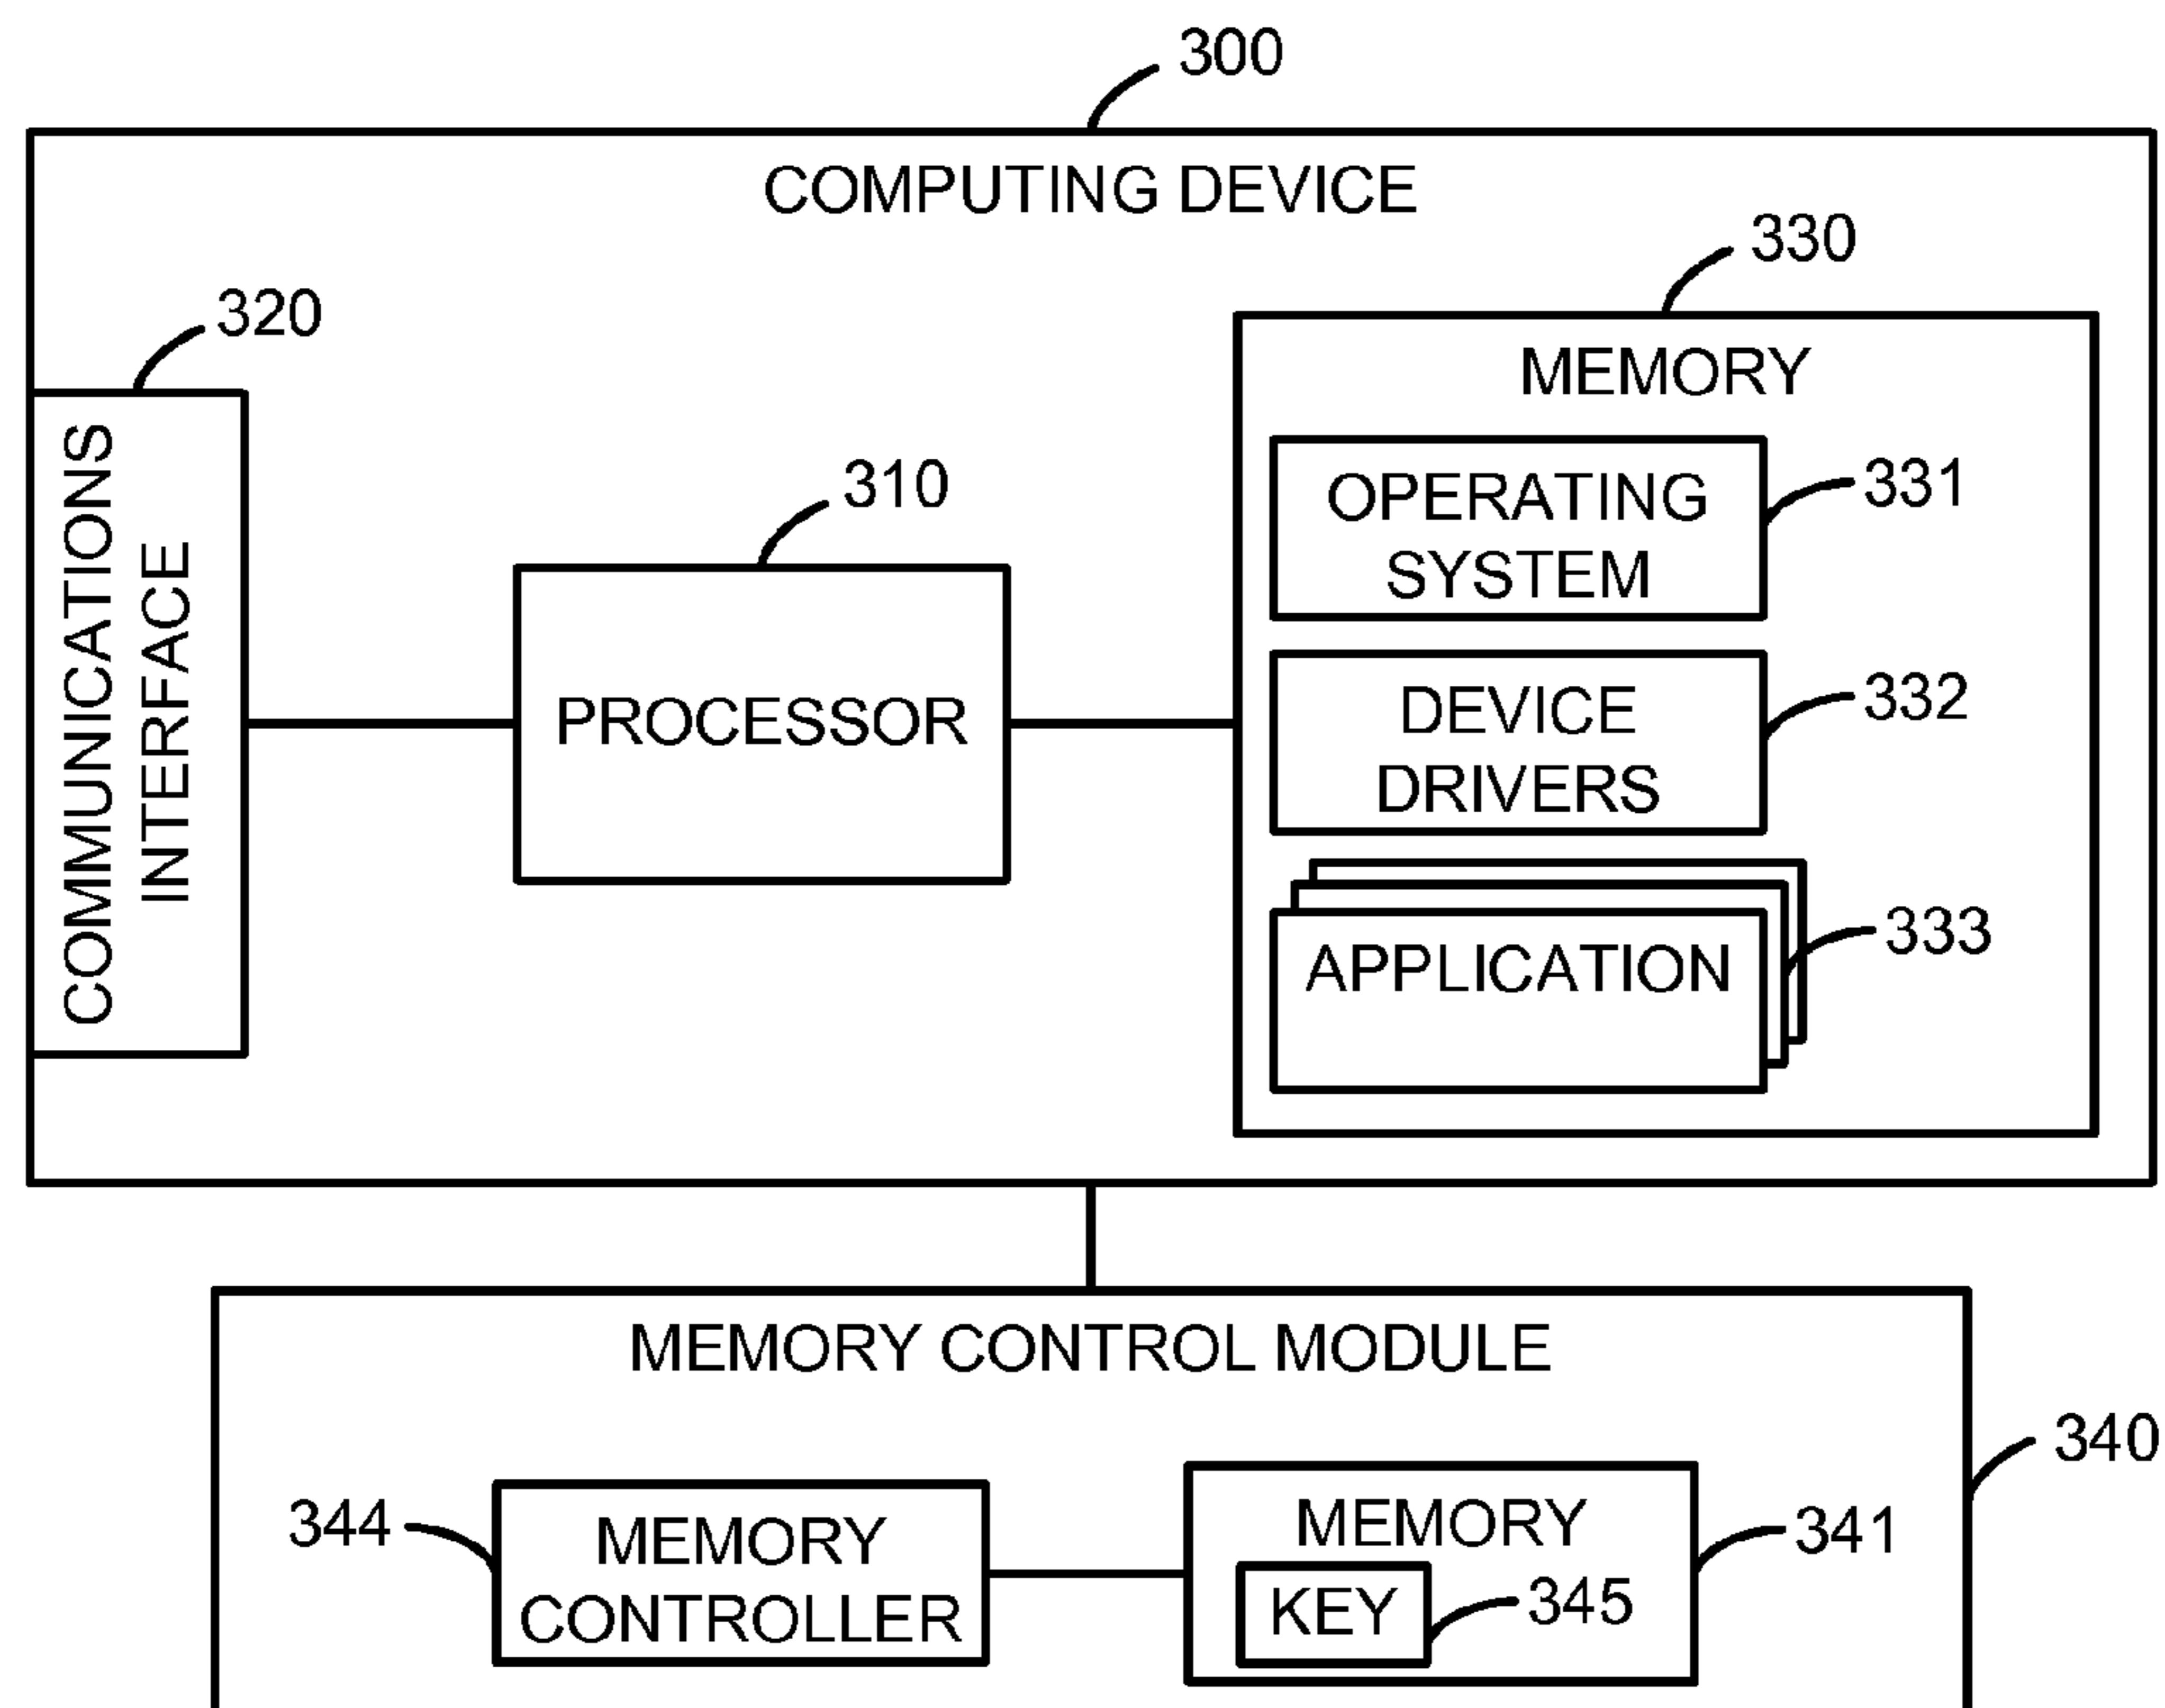 300
COMPUTING DEVICE
330
320
MEMORY
COMMUNICATIONS
INTERFACE
310
PROCESSOR
OPERATING
SYSTEM
331
DEVICE
DRIVERS
332
APPLICATION
333
MEMORY CONTROL MODULE
340
344
MEMORY
CONTROLLER
MEMORY
341
KEY
345